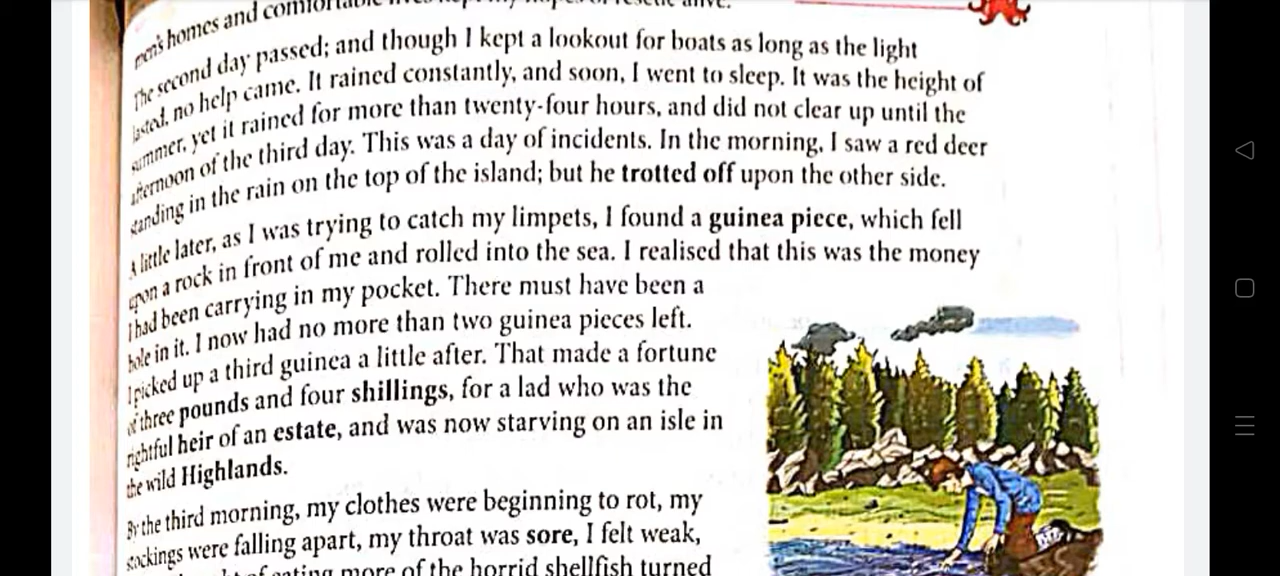 men's homes and comfortable lives kept my hopes of rescue alive.
The second day passed; and though I kept a lookout for boats as long as the light
lasted, no help came. It rained constantly, and soon, I went to sleep. It was the height of
summer, yet it rained for more than twenty-four hours, and did not clear up until the
afternoon of the third day. This was a day of incidents. In the morning, I saw a red deer
standing in the rain on the top of the island; but he trotted off upon the other side.
A little later, as I was trying to catch my limpets, I found a guinea piece, which fell
upon a rock in front of me and rolled into the sea. I realised that this was the money
I had been carrying in my pocket. There must have been a
hole in it. I now had no more than two guinea pieces left.
I picked up a third guinea a little after. That made a fortune
of three pounds and four shillings, for a lad who was the
rightful heir of an estate, and was now starving on an isle in
the wild Highlands.
By the third morning, my clothes were beginning to rot, my
stockings were falling apart, my throat was sore, I felt weak,
of eating more of the horrid shellfish turned